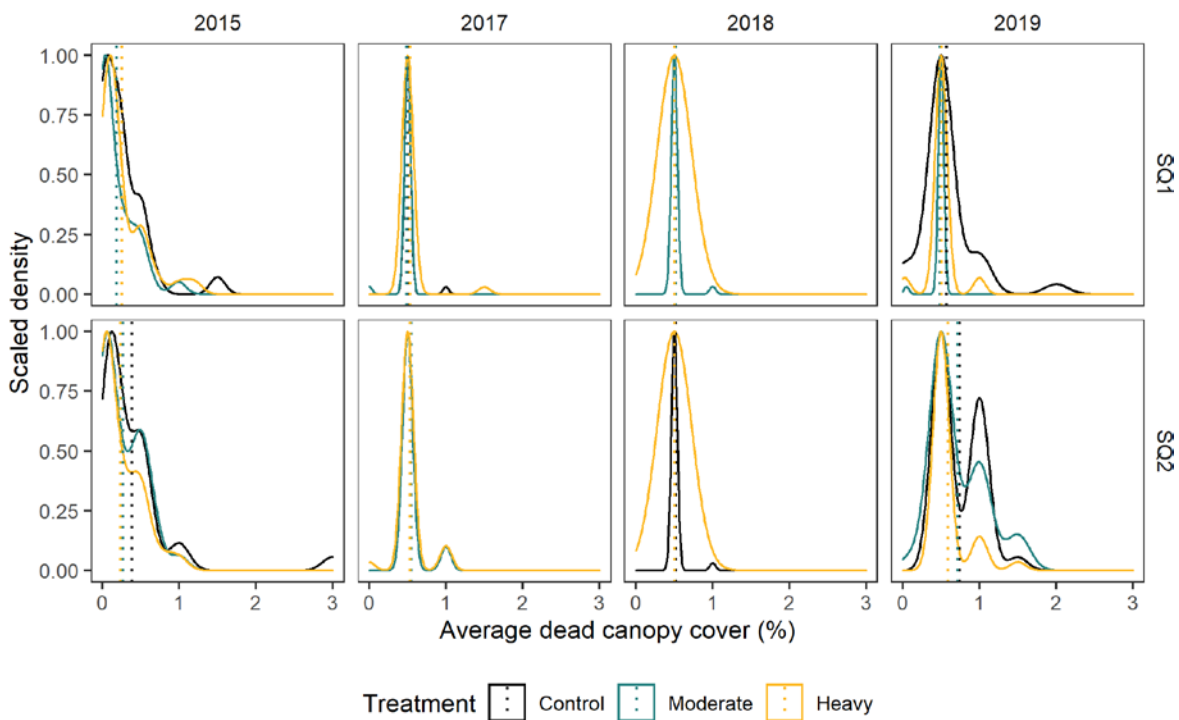 2015 2017 2018 2019
1.00
0.75
0.50
0.25
0.00
SQ1
Scaled density
1.00
0.75
0.50
0.25
0.00
SQ2
0 1 2 3 0 1 2 3 0 1 2 3 0 1 2 3
Average dead canopy cover (%)
Treatment Control Moderate Heavy